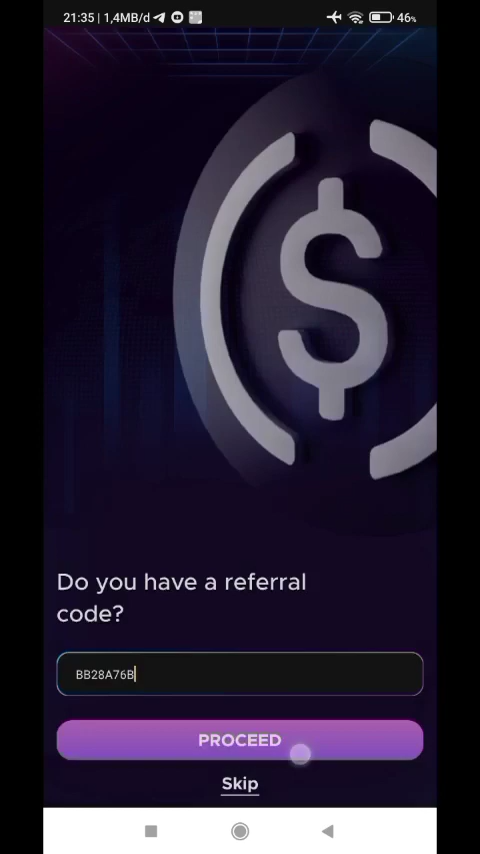 21:35 | 1,4MB/d
46%
Do you have a referral
code?
BB28A76B
PROCEED
Skip